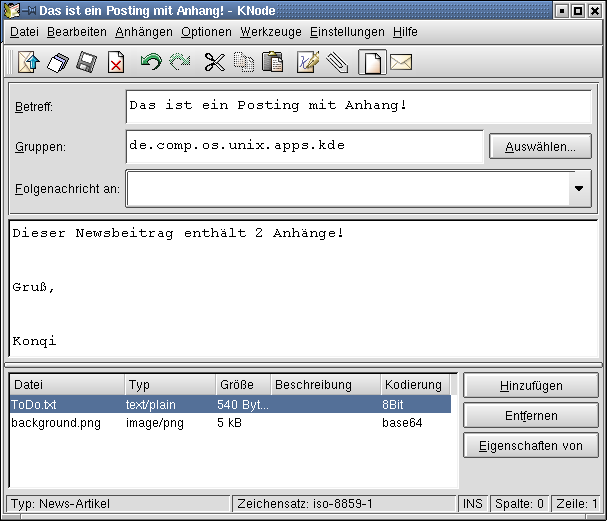 Das ist ein Posting mit Anhang! - KNode
Datei Bearbeiten Anhängen Optionen Werkzeuge Einstellungen Hilfe
Betreff: Das ist ein Posting mit Anhang!
Gruppen: de.comp.os.unix.apps.kde Auswählen...
Folgenachricht an:
Dieser Newsbeitrag enthält 2 Anhänge!
Gruß,
Konqi
Datei Typ Größe Beschreibung Kodierung
ToDo.txt text/plain 540 Byt... 8Bit
background.png image/png 5 kB base64
Hinzufügen
Entfernen
Eigenschaften von
Typ: News-Artikel Zeichensatz: iso-8859-1 INS Spalte: 0 Zeile: 1